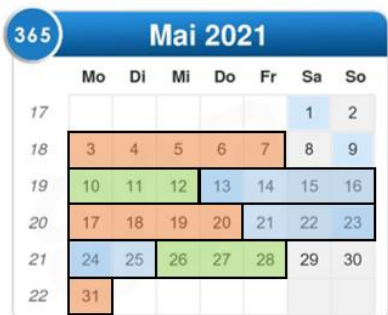 365 Mai 2021
Mo Di Mi Do Fr Sa So
17 1 2
18 3 4 5 6 7 8 9
19 10 11 12 13 14 15 16
20 17 18 19 20 21 22 23
21 24 25 26 27 28 29 30
22 31